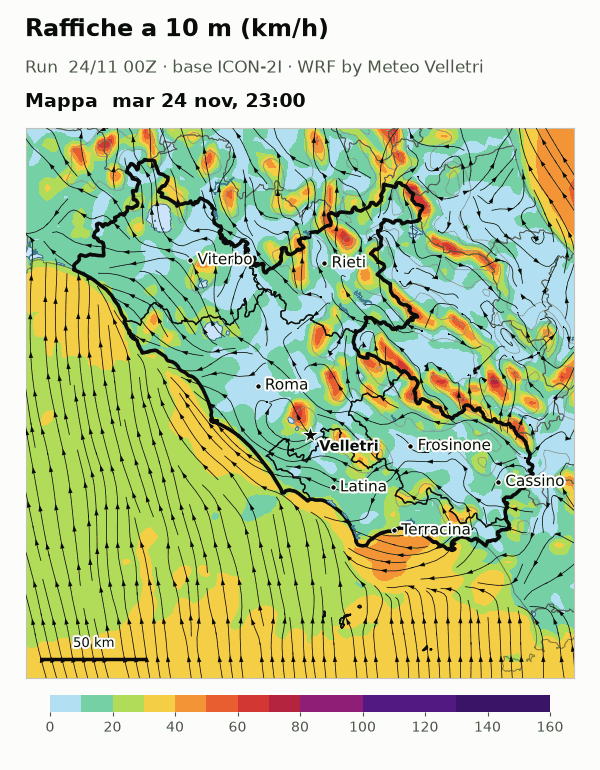 Raffiche a 10 m (km/h)
Run  24/11 00Z · base ICON-2I · WRF by Meteo Velletri
Mappa  mar 24 nov, 23:00
Viterbo
Rieti
Roma
Velletri
Frosinone
Latina
Cassino
Terracina
50 km
0 20 40 60 80 100 120 140 160